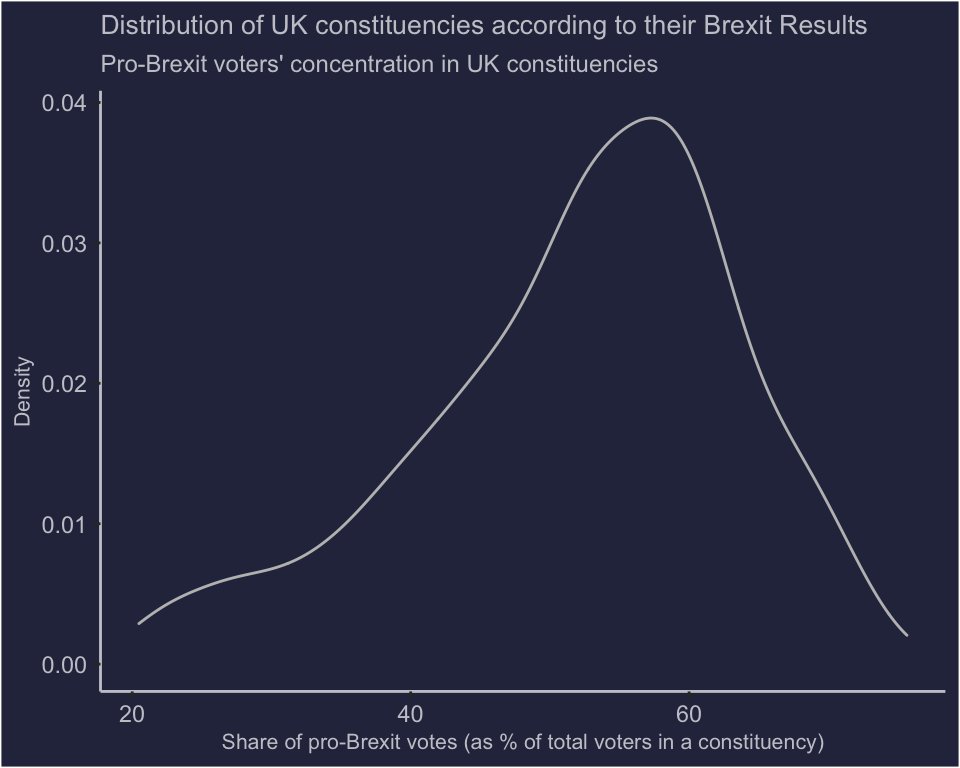 Distribution of UK constituencies according to their Brexit Results
Pro-Brexit voters' concentration in UK constituencies
0.04
0.03
0.02
0.01
0.00
Density
20 40 60
Share of pro-Brexit votes (as % of total voters in a constituency)